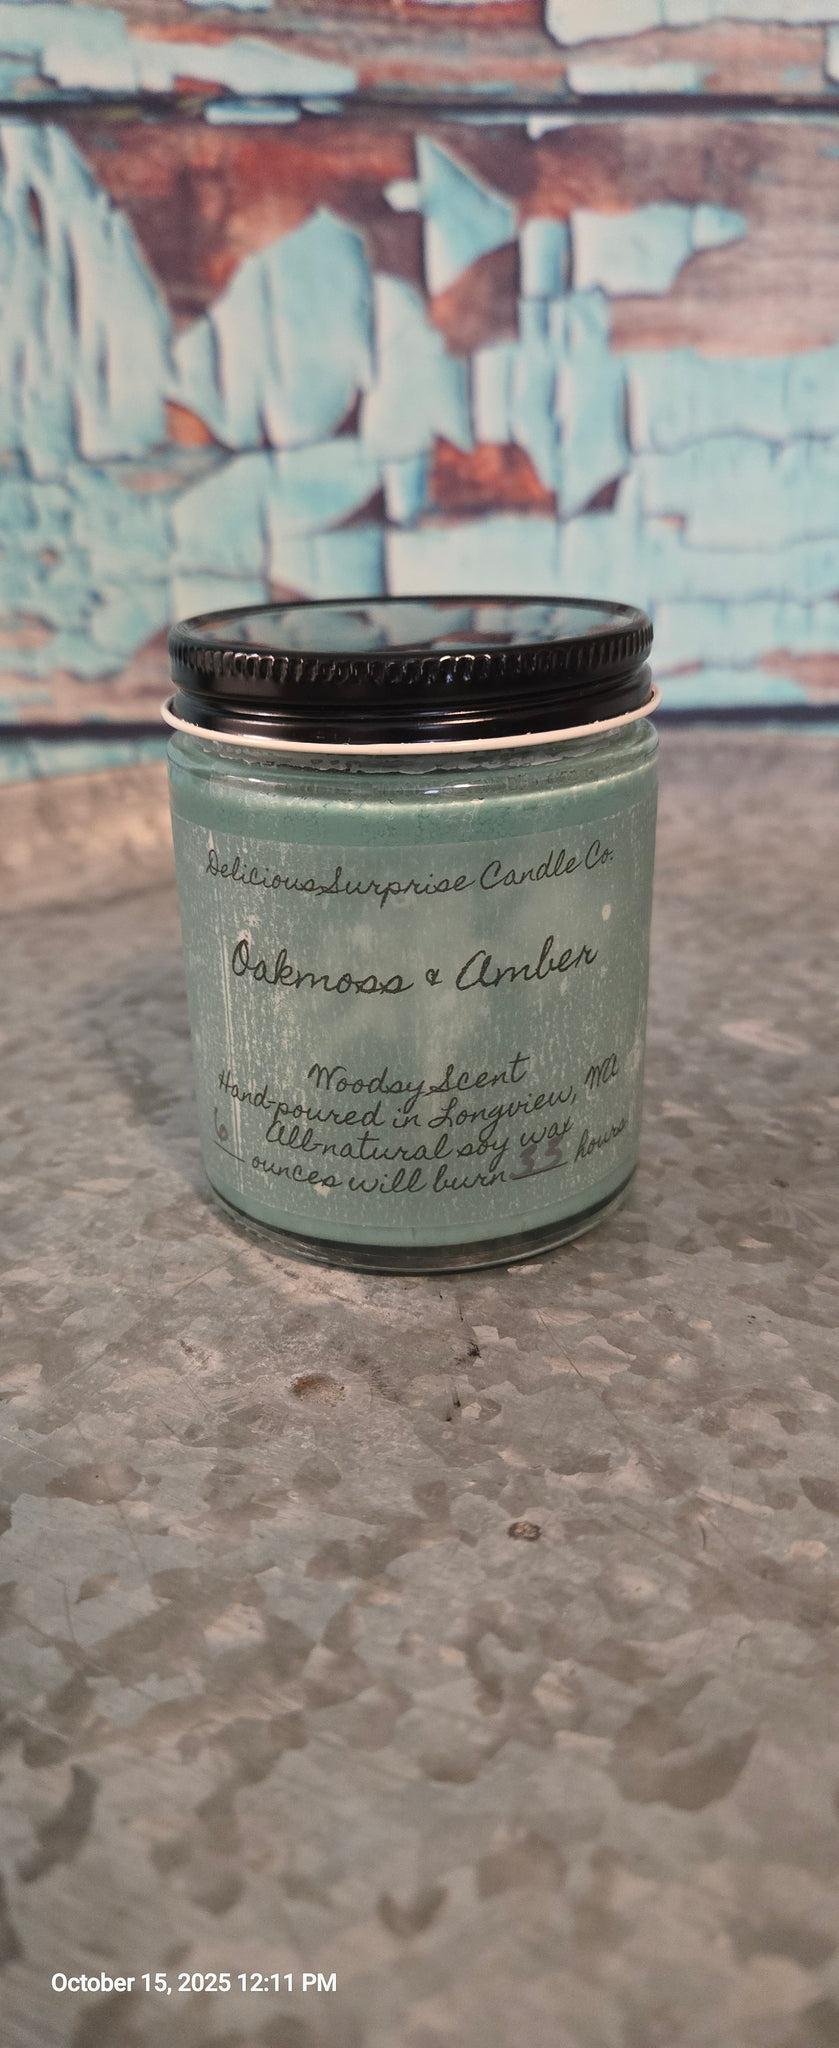 Delicious Surprise Candle Co.
Oakmoss & Amber
Woodsy Scent
Hand-poured in Longview, WA
All-natural soy wax
6 ounces will burn 35 hours
October 15, 2025 12:11 PM